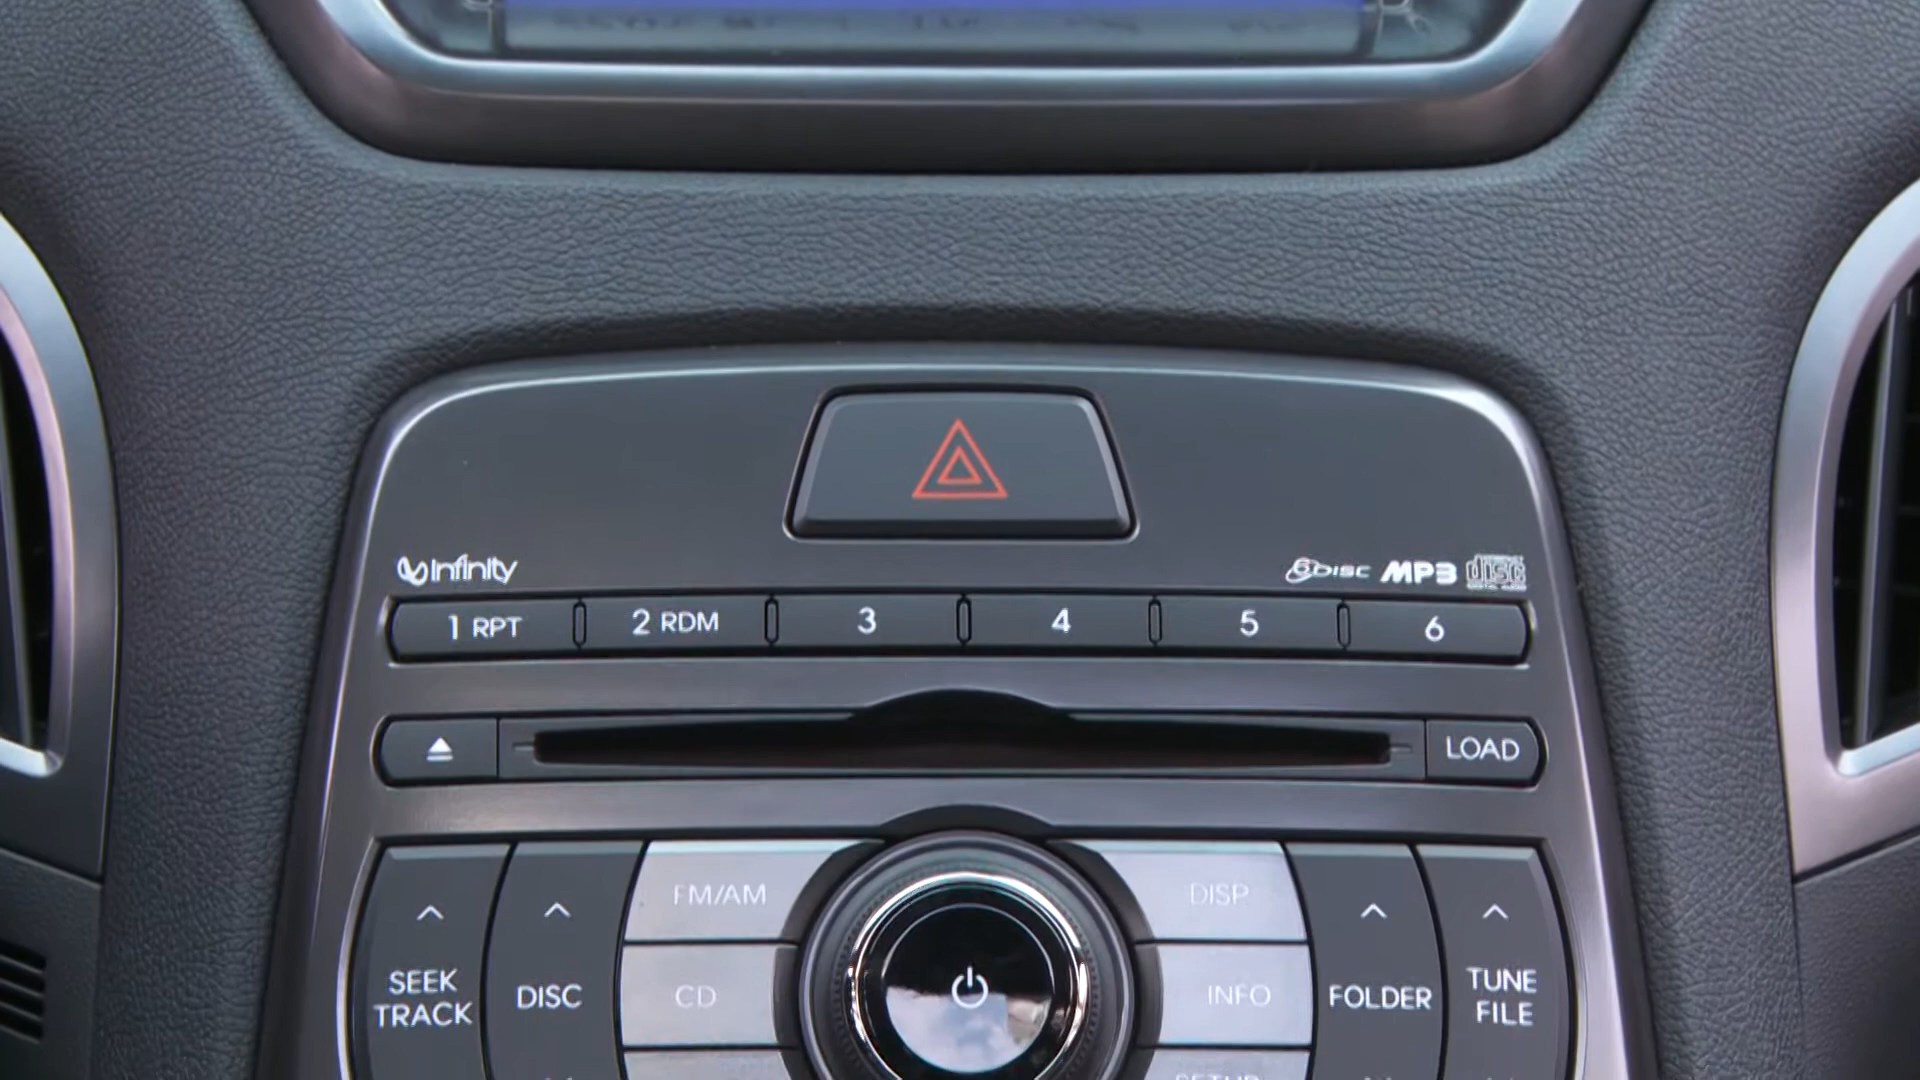 Infinity
6DISC MP3 disc
1 RPT 2 RDM 3 4 5 6
LOAD
FM/AM DISP
SEEK TRACK DISC CD INFO FOLDER TUNE FILE